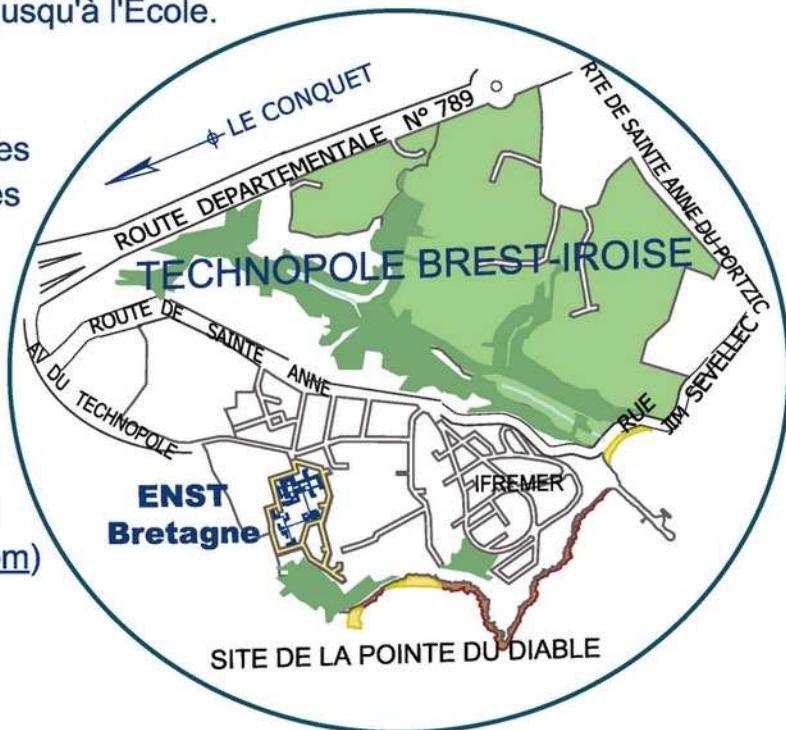 usqu'à l'Ecole.
es
es
om)
LE CONQUET
ROUTE DEPARTEMENTALE N° 789
RTE DE SAINTE ANNE DU PORTZIC
TECHNOPOLE BREST-IROISE
ROUTE DE SAINTE ANNE
AV DU TECHNOPOLE
RUE JIM SEVELLEC
IFREMER
ENST
Bretagne
SITE DE LA POINTE DU DIABLE